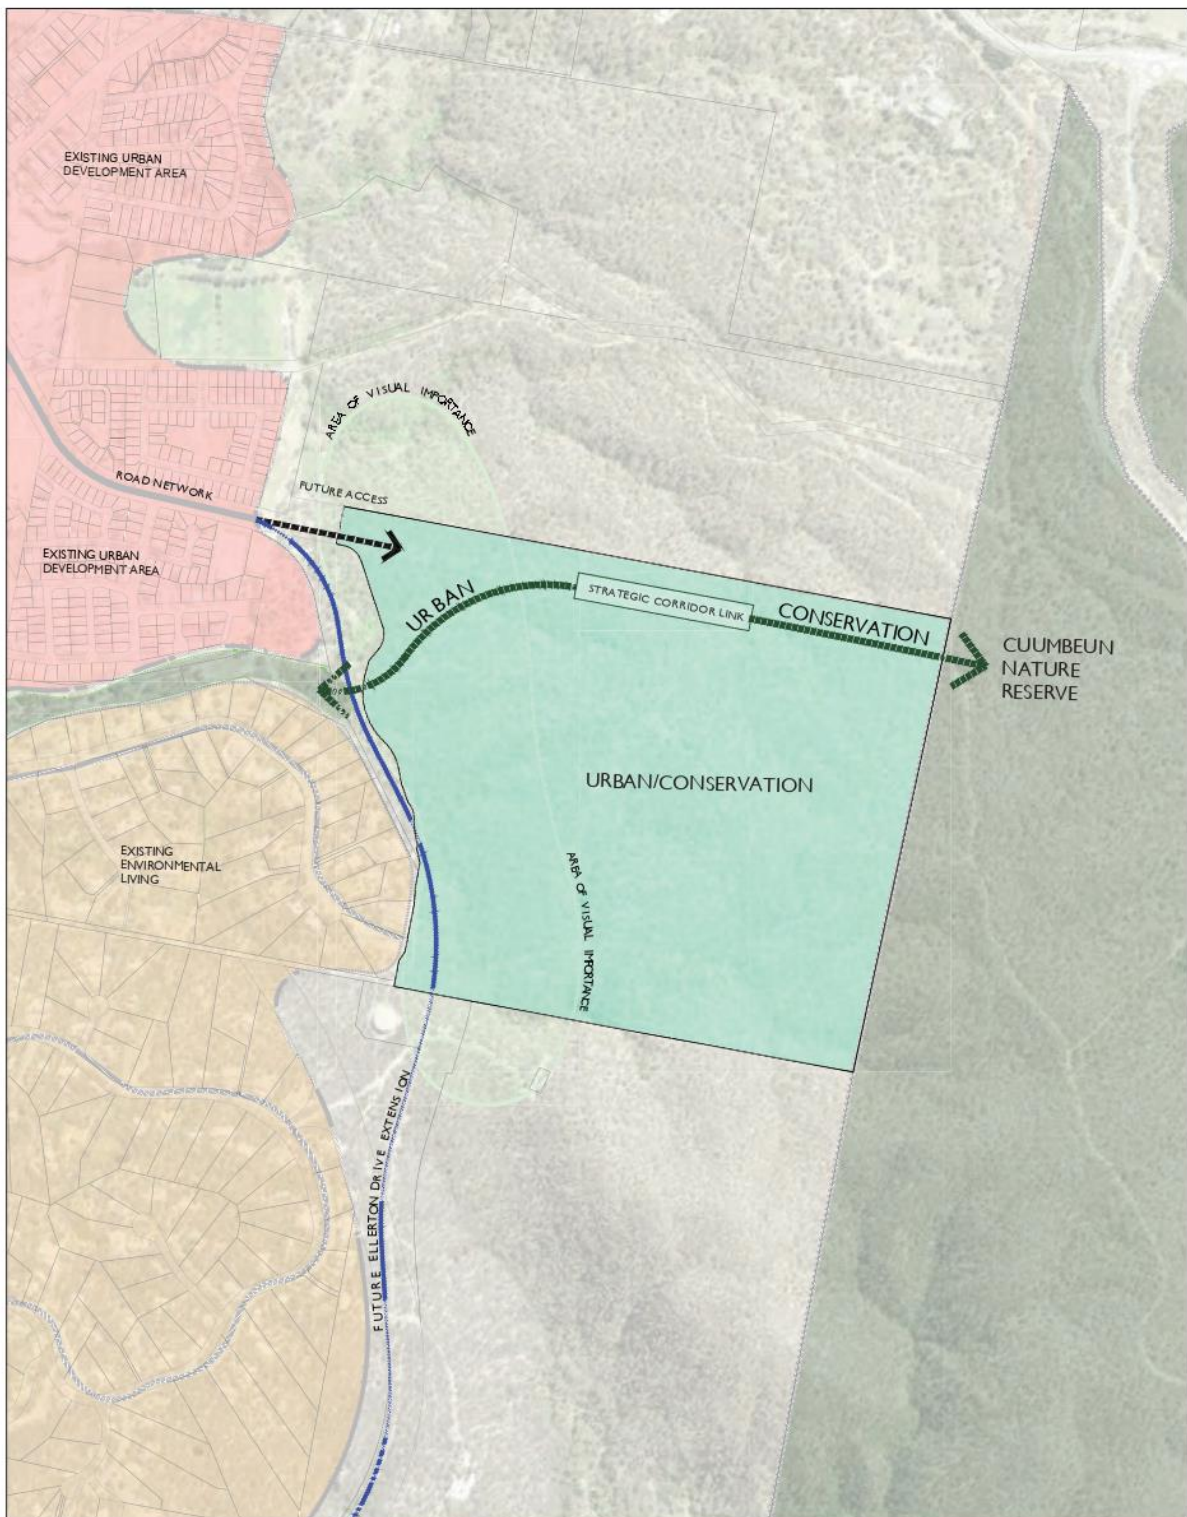 EXISTING URBAN
DEVELOPMENT AREA
AREA OF VISUAL IMPORTANCE
ROAD NETWORK
FUTURE ACCESS
EXISTING URBAN
DEVELOPMENT AREA
URBAN
STRATEGIC CORRIDOR LINK
CONSERVATION
CUUMBEUN
NATURE
RESERVE
URBAN/CONSERVATION
EXISTING
ENVIRONMENTAL
LIVING
AREA OF VISUAL IMPORTANCE
FUTURE ELLERTON DRIVE EXTENSION